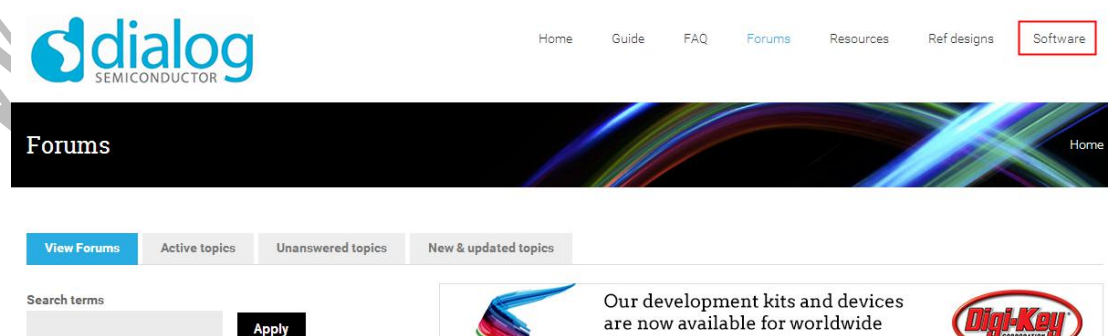 dialog
SEMICONDUCTOR
Home Guide FAQ Forums Resources Ref designs Software
Forums
Home
View Forums Active topics Unanswered topics New & updated topics
Search terms
Apply
Our development kits and devices
are now available for worldwide
Digi-Key
CORPORATION